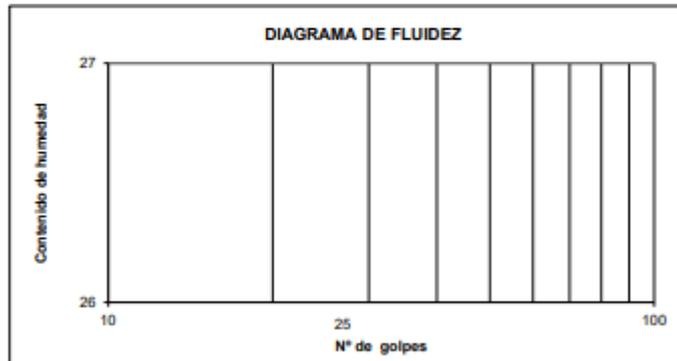 DIAGRAMA DE FLUIDEZ
27
Contenido de humedad
26
10 25 100
N° de golpes